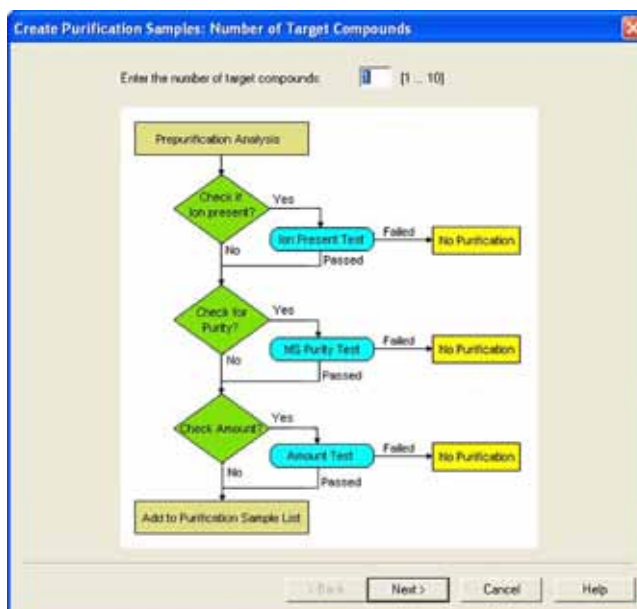 Create Purification Samples: Number of Target Compounds
Enter the number of target compounds: 1 [1 ... 10]
Prepurification Analysis
Check if
Ion present?
Yes
Ion Present Test
Failed
No Purification
No
Passed
Check for
Purity?
Yes
MS Purity Test
Failed
No Purification
No
Passed
Check Amount?
Yes
Amount Test
Failed
No Purification
No
Passed
Add to Purification Sample List
< Back Next > Cancel Help